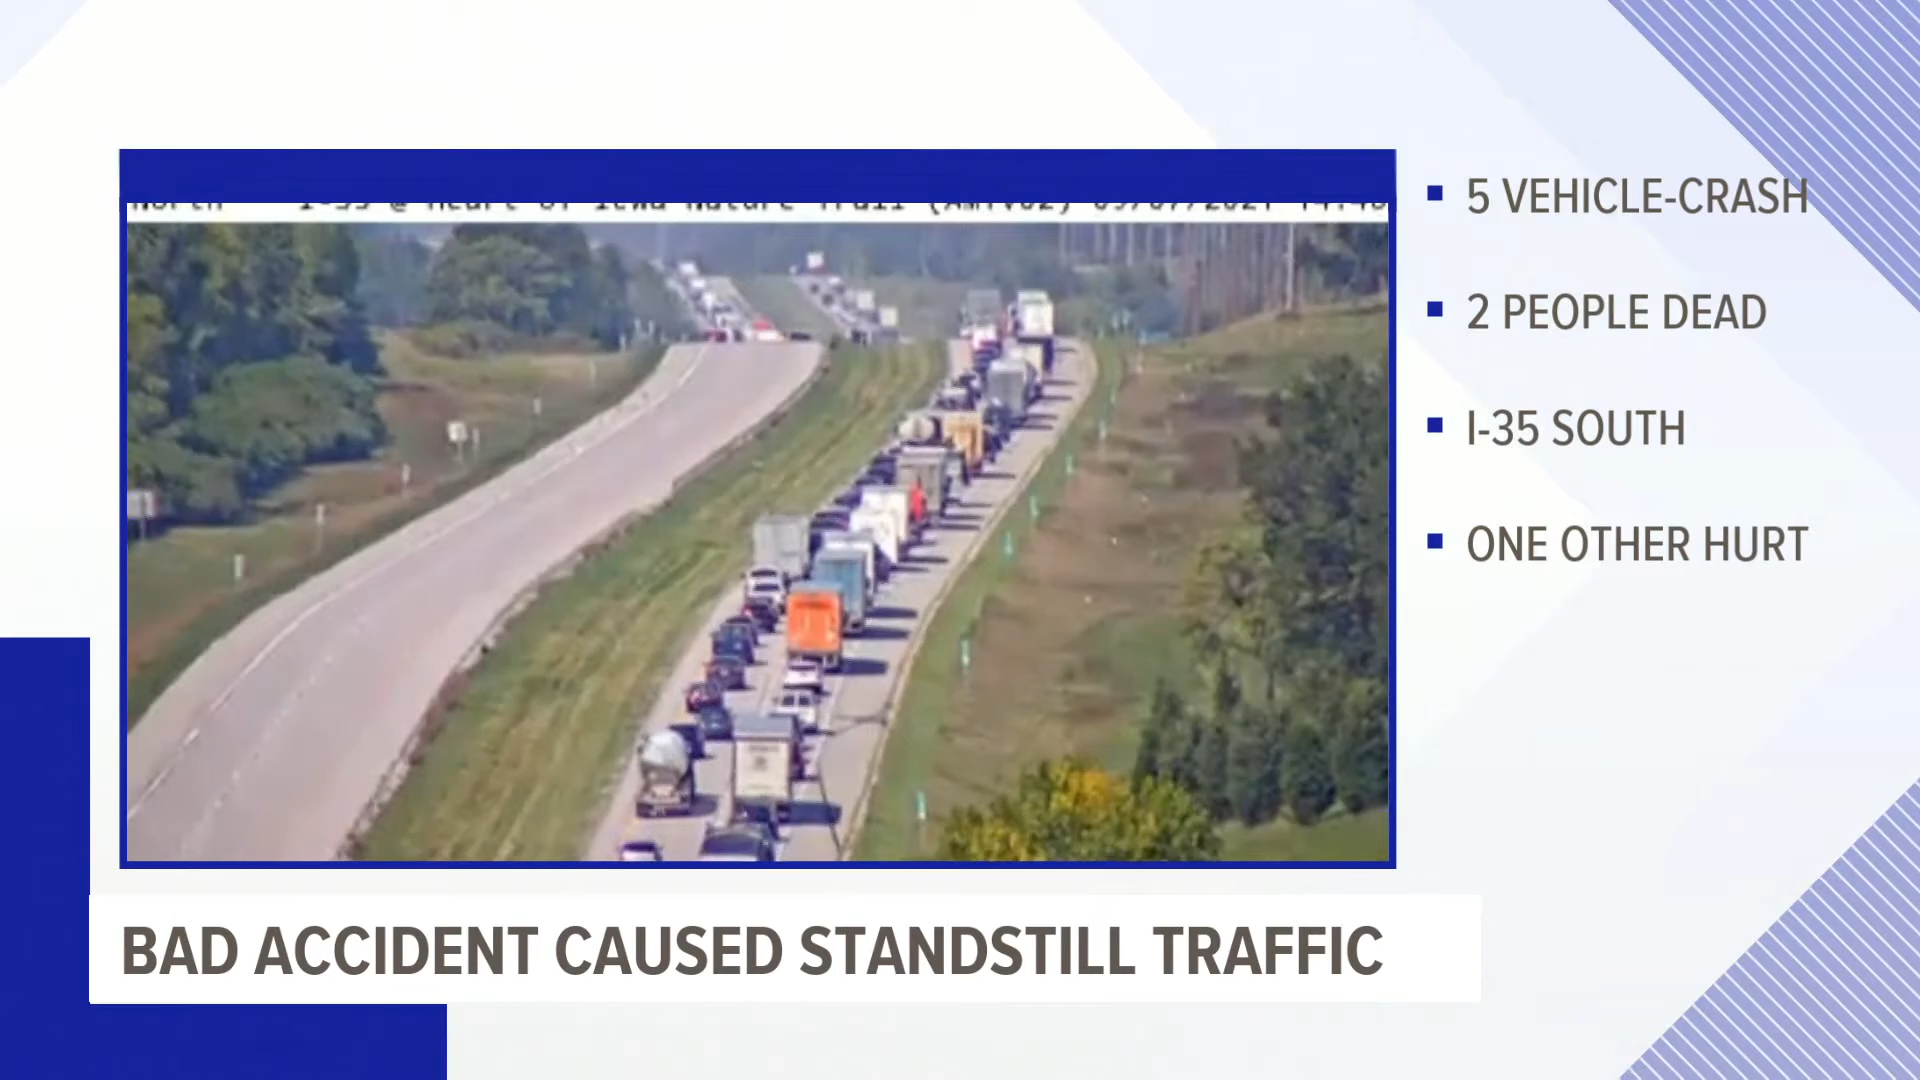 5 VEHICLE-CRASH
2 PEOPLE DEAD
I-35 SOUTH
ONE OTHER HURT
BAD ACCIDENT CAUSED STANDSTILL TRAFFIC